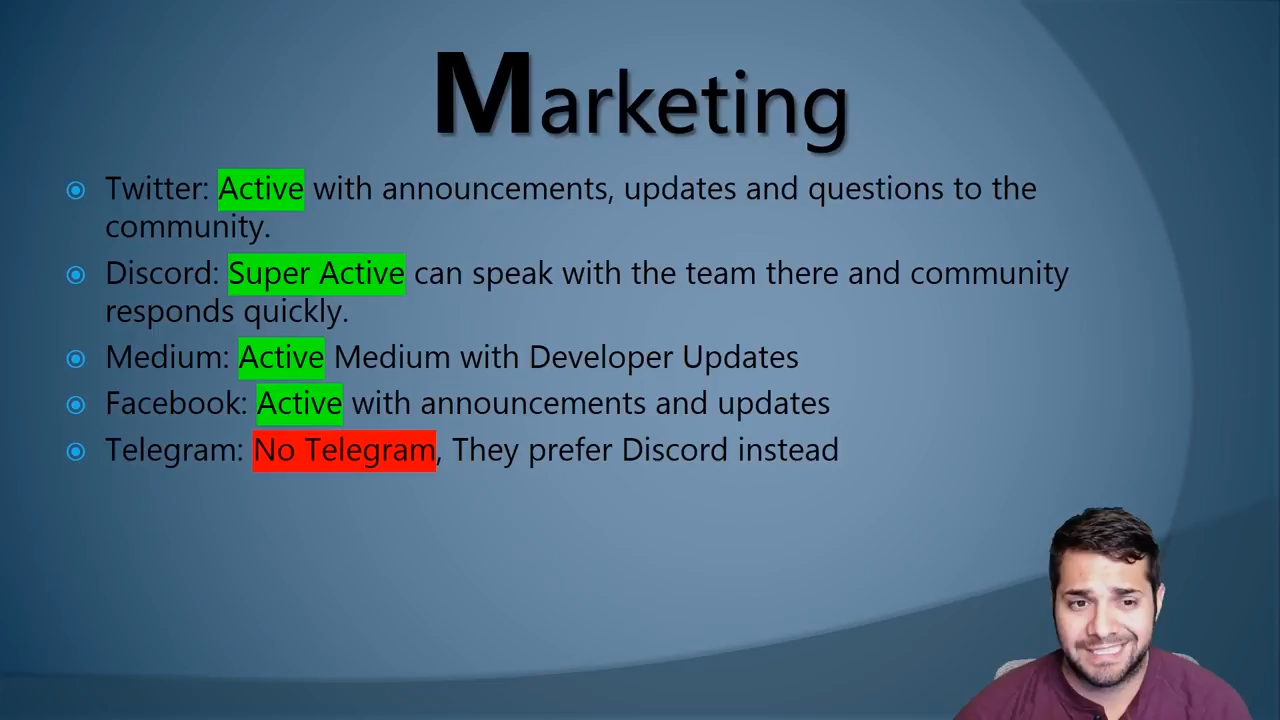 Marketing
Twitter: Active with announcements, updates and questions to the
community.
Discord: Super Active can speak with the team there and community
responds quickly.
Medium: Active Medium with Developer Updates
Facebook: Active with announcements and updates
Telegram: No Telegram, They prefer Discord instead